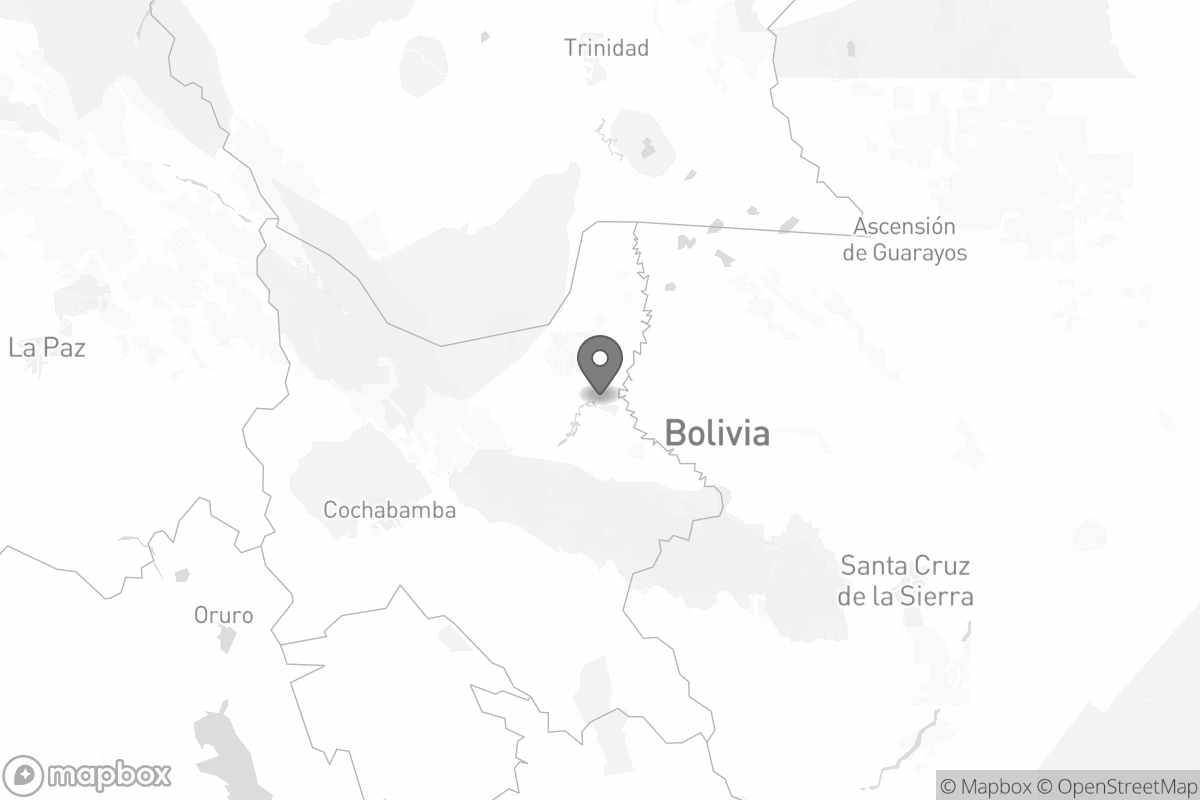 Trinidad
Ascensión
de Guarayos
La Paz
Bolivia
Cochabamba
Santa Cruz
de la Sierra
Oruro
mapbox
© Mapbox © OpenStreetMap